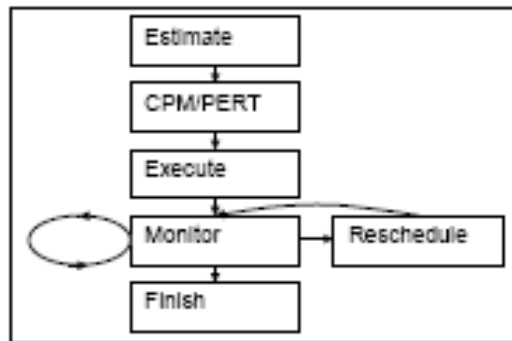 Estimate
CPM/PERT
Execute
Monitor
Reschedule
Finish